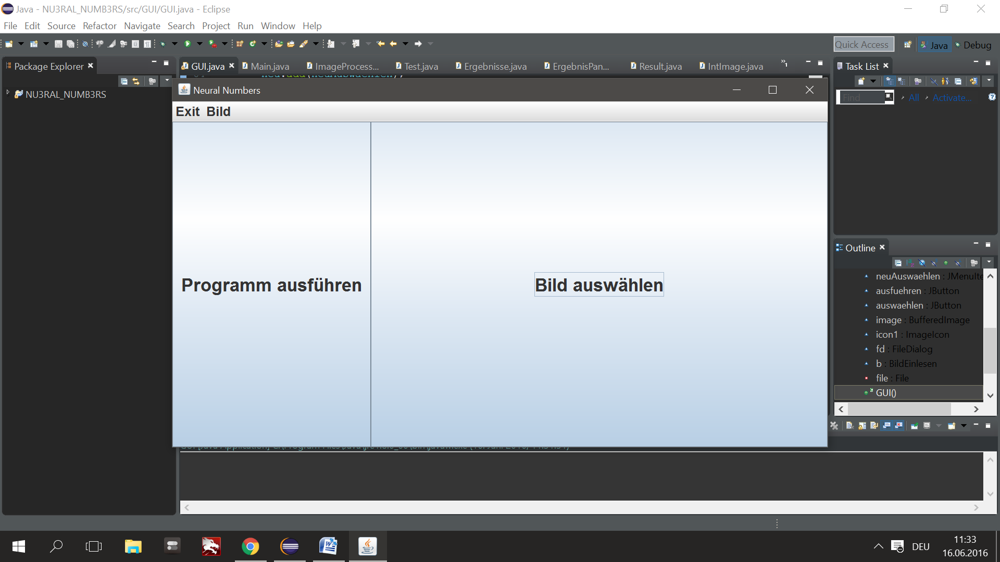 Java - NU3RAL_NUMB3RS/src/GUI/GUI.java - Eclipse
File Edit Source Refactor Navigate Search Project Run Window Help
Quick Access
Java
Debug
Package Explorer
GUI.java
Main.java
ImageProcess...
Test.java
Ergebnisse.java
ErgebnisPan...
Result.java
IntImage.java
1
Task List
NU3RAL_NUMB3RS
Find
All
Activate...
Neural Numbers
Exit Bild
Programm ausführen
Bild auswählen
Outline
neuAuswaehlen : JMenuIte
ausfuehren : JButton
auswaehlen : JButton
image : BufferedImage
icon1 : ImageIcon
fd : FileDialog
b : BildEinlesen
file : File
GUI()
DEU
11:33
16.06.2016